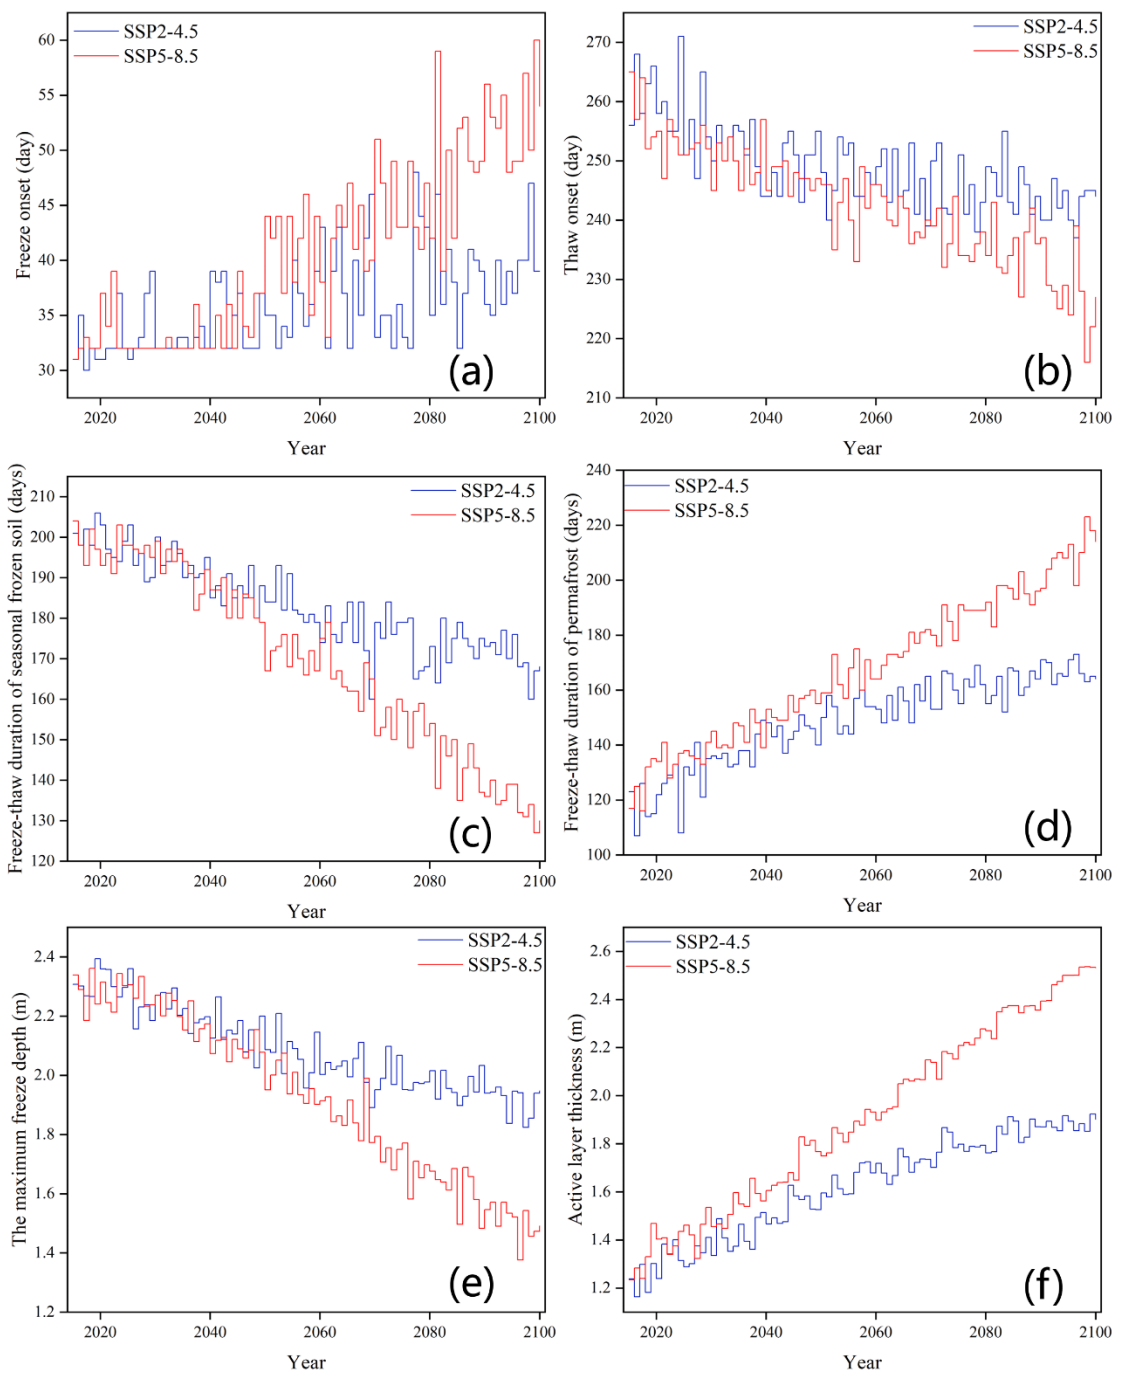 SSP2-4.5
SSP5-8.5
Freeze onset (day)
60
55
50
45
40
35
30
(a)
2020 2040 2060 2080 2100
Year
SSP2-4.5
SSP5-8.5
Thaw onset (day)
270
260
250
240
230
220
210
(b)
2020 2040 2060 2080 2100
Year
SSP2-4.5
SSP5-8.5
Freeze-thaw duration of seasonal frozen soil (days)
210
200
190
180
170
160
150
140
130
120
(c)
2020 2040 2060 2080 2100
Year
SSP2-4.5
SSP5-8.5
Freeze-thaw duration of permafrost (days)
240
220
200
180
160
140
120
100
(d)
2020 2040 2060 2080 2100
Year
SSP2-4.5
SSP5-8.5
The maximum freeze depth (m)
2.4
2.2
2.0
1.8
1.6
1.4
1.2
(e)
2020 2040 2060 2080 2100
Year
SSP2-4.5
SSP5-8.5
Active layer thickness (m)
2.6
2.4
2.2
2.0
1.8
1.6
1.4
1.2
(f)
2020 2040 2060 2080 2100
Year